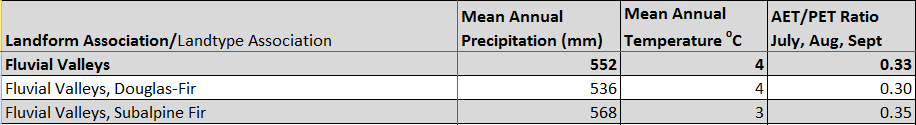 Landform Association/Landtype Association Mean Annual Precipitation (mm) Mean Annual Temperature ⁰C AET/PET Ratio July, Aug, Sept
Fluvial Valleys 552 4 0.33
Fluvial Valleys, Douglas-Fir 536 4 0.30
Fluvial Valleys, Subalpine Fir 568 3 0.35